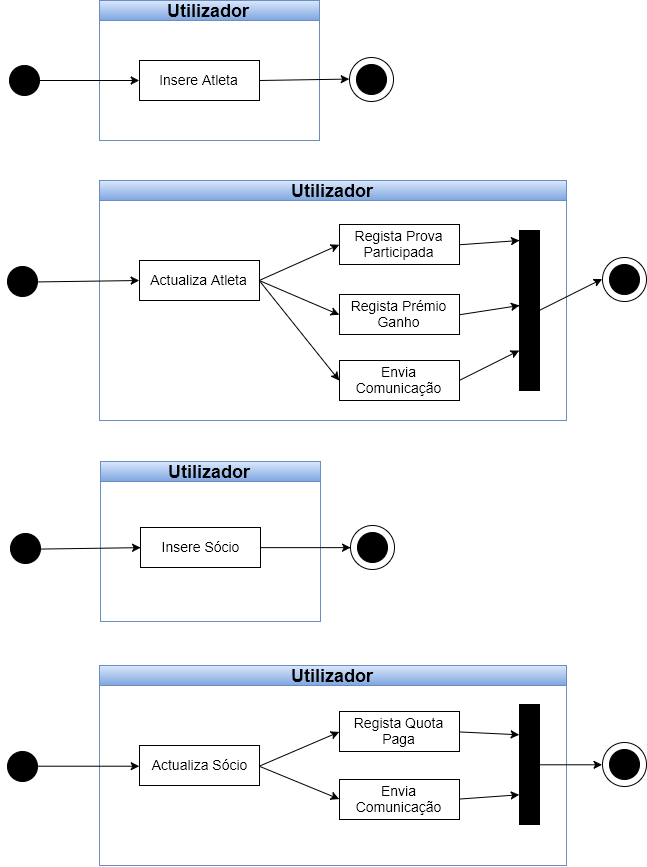 Utilizador
Insere Atleta
Utilizador
Actualiza Atleta
Regista Prova
Participada
Regista Prémio
Ganho
Envia
Comunicação
Utilizador
Insere Sócio
Utilizador
Actualiza Sócio
Regista Quota
Paga
Envia
Comunicação